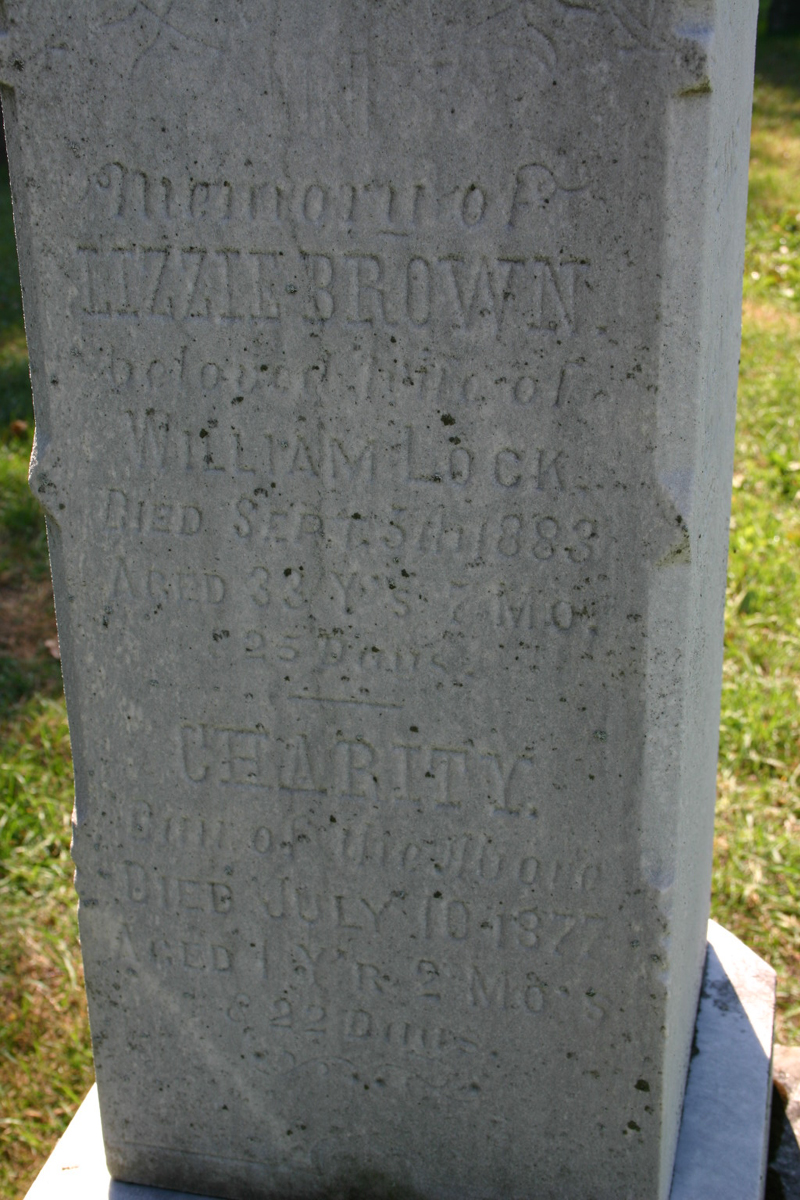 IN
Memory of
LIZZIE BROWN.
beloved Wife of
WILLIAM LOCK
DIED SEPT. 5th 1883
AGED 33 Y'S 7 MO.
25 Days.
CHARITY.
Dau. of the Above
DIED JULY 10 1877
AGED 1 Y'R 2 MO'S
& 22 Days.